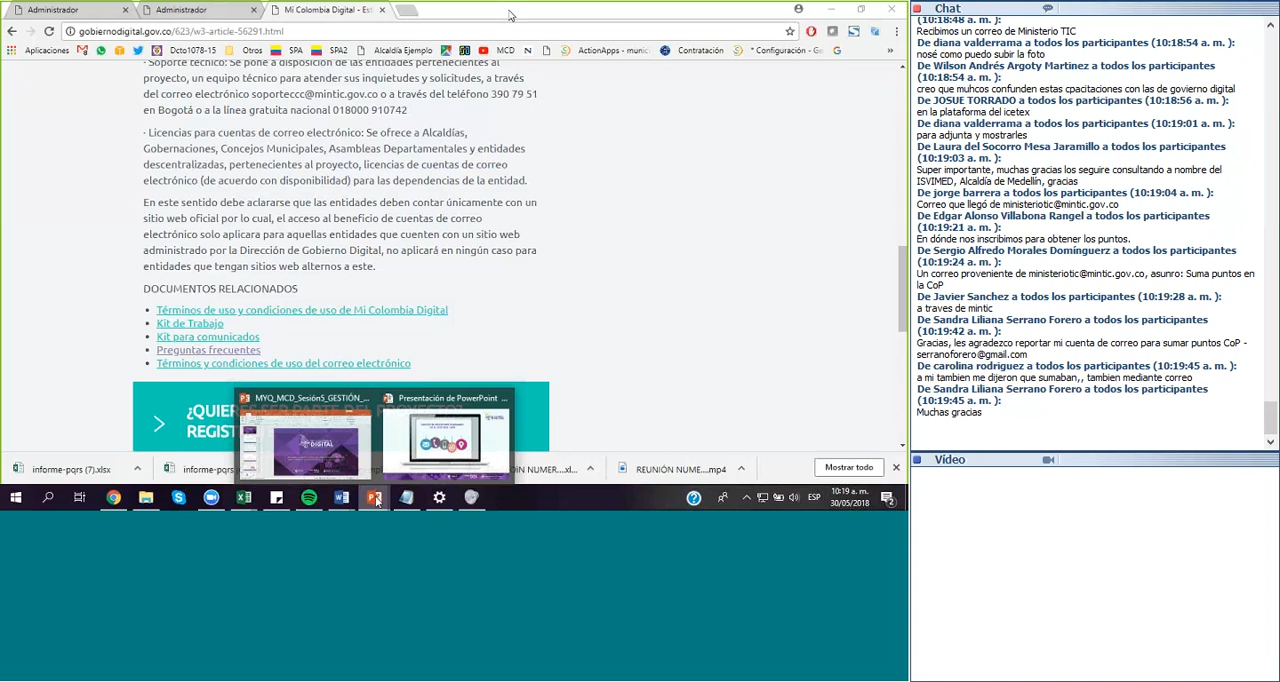 Administrador
Administrador
Mi Colombia Digital - Est
gobiernodigital.gov.co/623/w3-article-56291.html
Aplicaciones
Dcto1078-15
Otros
SPA
SPA2
Alcaldía Ejemplo
MCD
ActionApps - munic
Contratación
* Configuración - Ge
· Soporte técnico: Se pone a disposición de las entidades pertenecientes al
proyecto, un equipo técnico para atender sus inquietudes y solicitudes, a través
del correo electrónico soporteccc@mintic.gov.co o a través del teléfono 390 79 51
en Bogotá o a la línea gratuita nacional 018000 910742
· Licencias para cuentas de correo electrónico: Se ofrece a Alcaldías,
Gobernaciones, Concejos Municipales, Asambleas Departamentales y entidades
descentralizadas, pertenecientes al proyecto, licencias de cuentas de correo
electrónico (de acuerdo con disponibilidad) para las dependencias de la entidad.
En este sentido debe aclararse que las entidades deben contar únicamente con un
sitio web oficial por lo cual, el acceso al beneficio de cuentas de correo
electrónico solo aplicara para aquellas entidades que cuenten con un sitio web
administrado por la Dirección de Gobierno Digital, no aplicará en ningún caso para
entidades que tengan sitios web alternos a este.
DOCUMENTOS RELACIONADOS
• Términos de uso y condiciones de uso de Mi Colombia Digital
• Kit de Trabajo
• Kit para comunicados
• Preguntas frecuentes
• Términos y condiciones de uso del correo electrónico
¿QUIER
REGIST
MYQ_MCD_Sesión5_GESTIÓN_...
Presentación de PowerPoint ...
DIGITAL
informe-pqrs (7).xlsx
informe-pqrs
NUMER....xl...
REUNIÓN NUME....mp4
Mostrar todo
ESP
10:19 a. m.
30/05/2018
Chat
(10:18:48 a. m. ):
Recibimos un correo de Ministerio TIC
De diana valderrama a todos los participantes (10:18:54 a. m. ):
nosé como puedo subir la foto
De Wilson Andrés Argoty Martinez a todos los participantes
(10:18:54 a. m. ):
creo que muhcos confunden estas cpacitaciones con las de govierno digital
De JOSUE TORRADO a todos los participantes (10:18:56 a. m. ):
en la plataforma del icetex
De diana valderrama a todos los participantes (10:19:01 a. m. ):
para adjunta y mostrarles
De Laura del Socorro Mesa Jaramillo a todos los participantes
(10:19:03 a. m. ):
Super importante, muchas gracias los seguire consultando a nombre del
ISVIMED, Alcaldía de Medellín, gracias
De jorge barrera a todos los participantes (10:19:04 a. m. ):
Correo que llegó de ministeriotic@mintic.gov.co
De Edgar Alonso Villabona Rangel a todos los participantes
(10:19:21 a. m. ):
En dónde nos inscribimos para obtener los puntos.
De Sergio Alfredo Morales Domínguerz a todos los participantes
(10:19:24 a. m. ):
Un correo proveniente de ministeriotic@mintic.gov.co, asunro: Suma puntos en
la CoP
De Javier Sanchez a todos los participantes (10:19:28 a. m. ):
a traves de mintic
De Sandra Liliana Serrano Forero a todos los participantes
(10:19:42 a. m. ):
Gracias, les agradezco reportar mi cuenta de correo para sumar puntos CoP -
serranoforero@gmail.com
De carolina rodriguez a todos los participantes (10:19:45 a. m. ):
a mi tambien me dijeron que sumaban,, tambien mediante correo
De Sandra Liliana Serrano Forero a todos los participantes
(10:19:45 a. m. ):
Muchas gracias
Vídeo